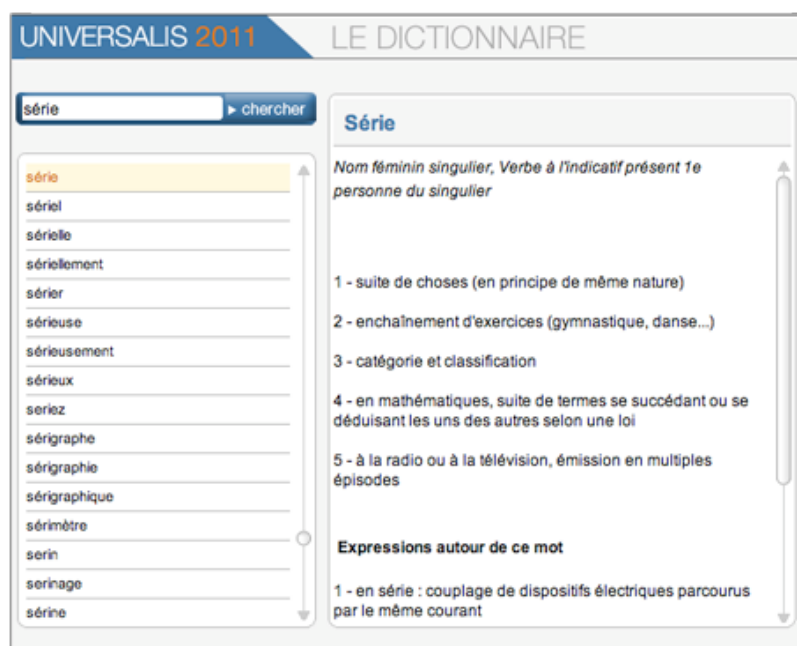 UNIVERSALIS 2011
LE DICTIONNAIRE
série
chercher
série
sériel
sérielle
sériellement
sérier
sérieuse
sérieusement
sérieux
seriez
sérigraphe
sérigraphie
sérigraphique
sérimètre
serin
serinage
sérine
Série
Nom féminin singulier, Verbe à l'indicatif présent 1e
personne du singulier
1 - suite de choses (en principe de même nature)
2 - enchaînement d'exercices (gymnastique, danse...)
3 - catégorie et classification
4 - en mathématiques, suite de termes se succédant ou se
déduisant les uns des autres selon une loi
5 - à la radio ou à la télévision, émission en multiples
épisodes
Expressions autour de ce mot
1 - en série : couplage de dispositifs électriques parcourus
par le même courant